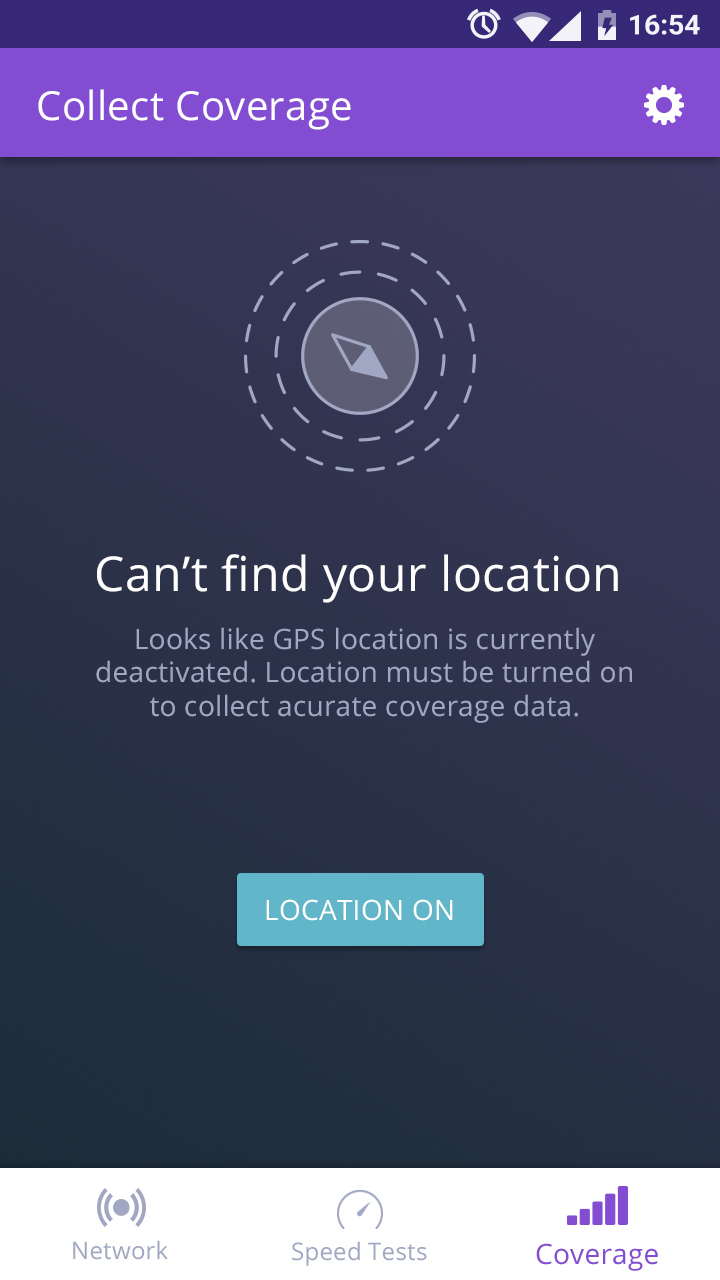 16:54
Collect Coverage
Can’t find your location
Looks like GPS location is currently
deactivated. Location must be turned on
to collect acurate coverage data.
LOCATION ON
Network
Speed Tests
Coverage